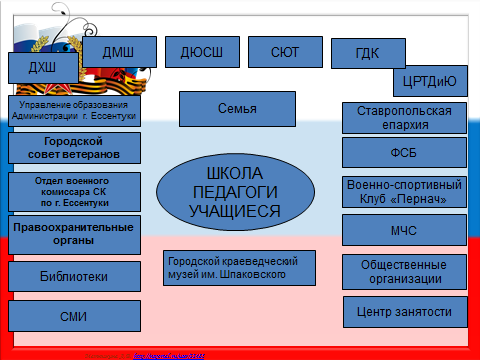 ДХШ
ДМШ
ДЮСШ
СЮТ
ГДК
ЦРТДиЮ
Управление образования
Администрации г. Ессентуки
Семья
Ставропольская
епархия
Городской
совет ветеранов
ФСБ
ШКОЛА
ПЕДАГОГИ
УЧАЩИЕСЯ
Отдел военного
комиссара СК
по г. Ессентуки
Военно-спортивный
Клуб «Пернач»
Правоохранительные
органы
МЧС
Городской краеведческий
музей им. Шпаковского
Библиотеки
Общественные
организации
СМИ
Центр занятости